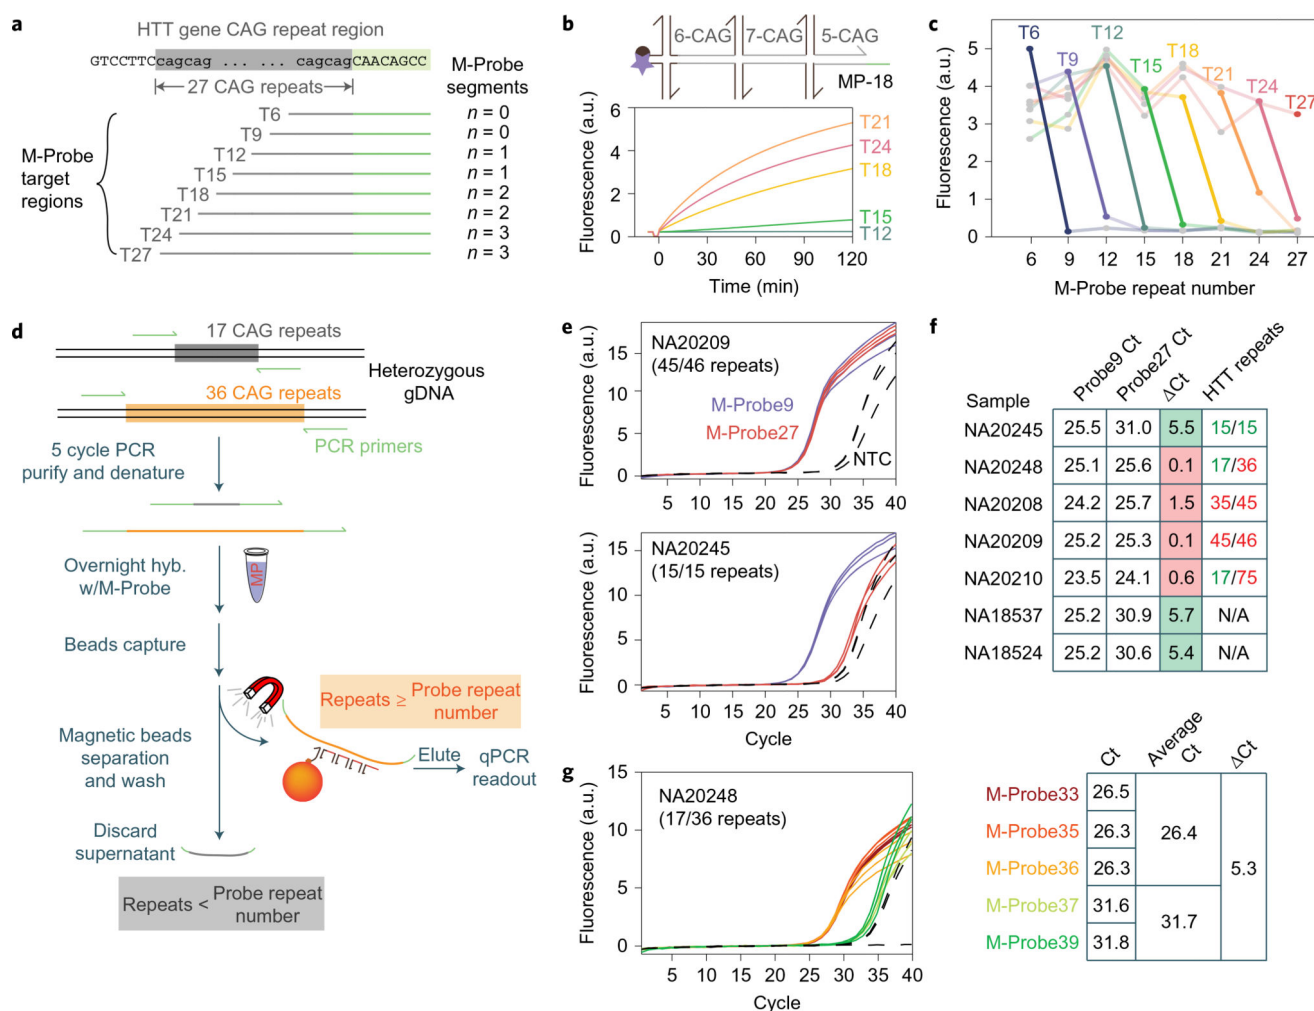 a
HTT gene CAG repeat region
GTCCTTCcagcag ... ... cagcagCAACAGCC
27 CAG repeats
M-Probe
segments
M-Probe
target
regions
T6 n = 0
T9 n = 0
T12 n = 1
T15 n = 1
T18 n = 2
T21 n = 2
T24 n = 3
T27 n = 3
b
6-CAG 7-CAG 5-CAG
MP-18
Fluorescence (a.u.)
6
4
2
0
T21
T24
T18
T15
T12
0 30 60 90 120
Time (min)
c
Fluorescence (a.u.)
5
4
3
2
1
0
T6
T9
T12
T15
T18
T21
T24
T27
6 9 12 15 18 21 24 27
M-Probe repeat number
d
17 CAG repeats
Heterozygous
gDNA
36 CAG repeats
PCR primers
5 cycle PCR
purify and denature
Overnight hyb.
w/M-Probe
MP
Beads capture
Magnetic beads
separation
and wash
Repeats ≥ Probe repeat
number
Elute
qPCR
readout
Discard
supernatant
Repeats < Probe repeat
number
e
NA20209
(45/46 repeats)
M-Probe9
M-Probe27
NTC
Fluorescence (a.u.)
15
10
5
0
1 5 10 15 20 25 30 35 40
NA20245
(15/15 repeats)
Fluorescence (a.u.)
15
10
5
0
5 10 15 20 25 30 35 40
Cycle
f
Sample Probe9 Ct Probe27 Ct ΔCt HTT repeats
NA20245 25.5 31.0 5.5 15/15
NA20248 25.1 25.6 0.1 17/36
NA20208 24.2 25.7 1.5 35/45
NA20209 25.2 25.3 0.1 45/46
NA20210 23.5 24.1 0.6 17/75
NA18537 25.2 30.9 5.7 N/A
NA18524 25.2 30.6 5.4 N/A
g
NA20248
(17/36 repeats)
Fluorescence (a.u.)
15
10
5
0
5 10 15 20 25 30 35 40
Cycle
Ct Average Ct ΔCt
M-Probe33 26.5
M-Probe35 26.3
M-Probe36 26.3
26.4
M-Probe37 31.6
M-Probe39 31.8
31.7
5.3